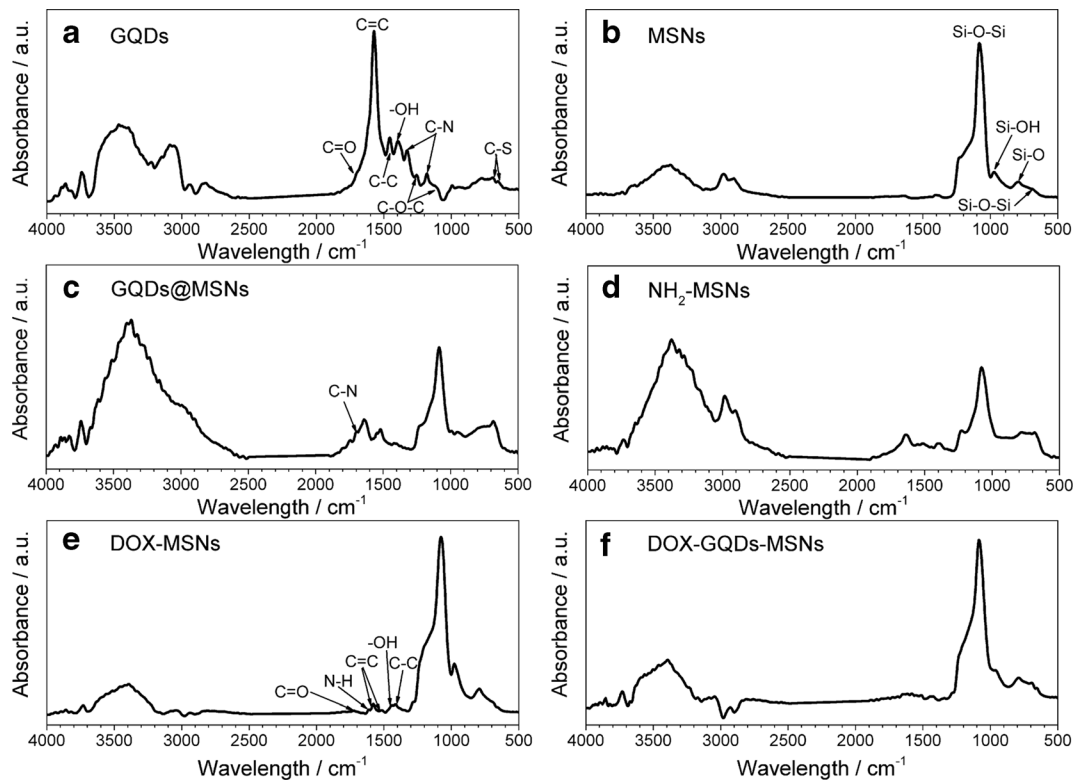 a GQDs
C=C
-OH
C-N
C=O
C-S
C-C
C-O-C
Absorbance / a.u.
4000 3500 3000 2500 2000 1500 1000 500
Wavelength / cm⁻¹
b MSNs
Si-O-Si
Si-OH
Si-O
Si-O-Si
Absorbance / a.u.
4000 3500 3000 2500 2000 1500 1000 500
Wavelength / cm⁻¹
c GQDs@MSNs
C-N
Absorbance / a.u.
4000 3500 3000 2500 2000 1500 1000 500
Wavelength / cm⁻¹
d NH₂-MSNs
Absorbance / a.u.
4000 3500 3000 2500 2000 1500 1000 500
Wavelength / cm⁻¹
e DOX-MSNs
-OH
C=C
C-C
N-H
C=O
Absorbance / a.u.
4000 3500 3000 2500 2000 1500 1000 500
Wavelength / cm⁻¹
f DOX-GQDs-MSNs
Absorbance / a.u.
4000 3500 3000 2500 2000 1500 1000 500
Wavelength / cm⁻¹